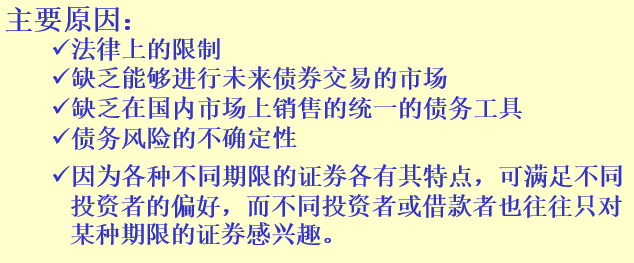 主要原因：
✓法律上的限制
✓缺乏能够进行未来债券交易的市场
✓缺乏在国内市场上销售的统一的债务工具
✓债务风险的不确定性
✓因为各种不同期限的证券各有其特点，可满足不同
投资者的偏好，而不同投资者或借款者也往往只对
某种期限的证券感兴趣。